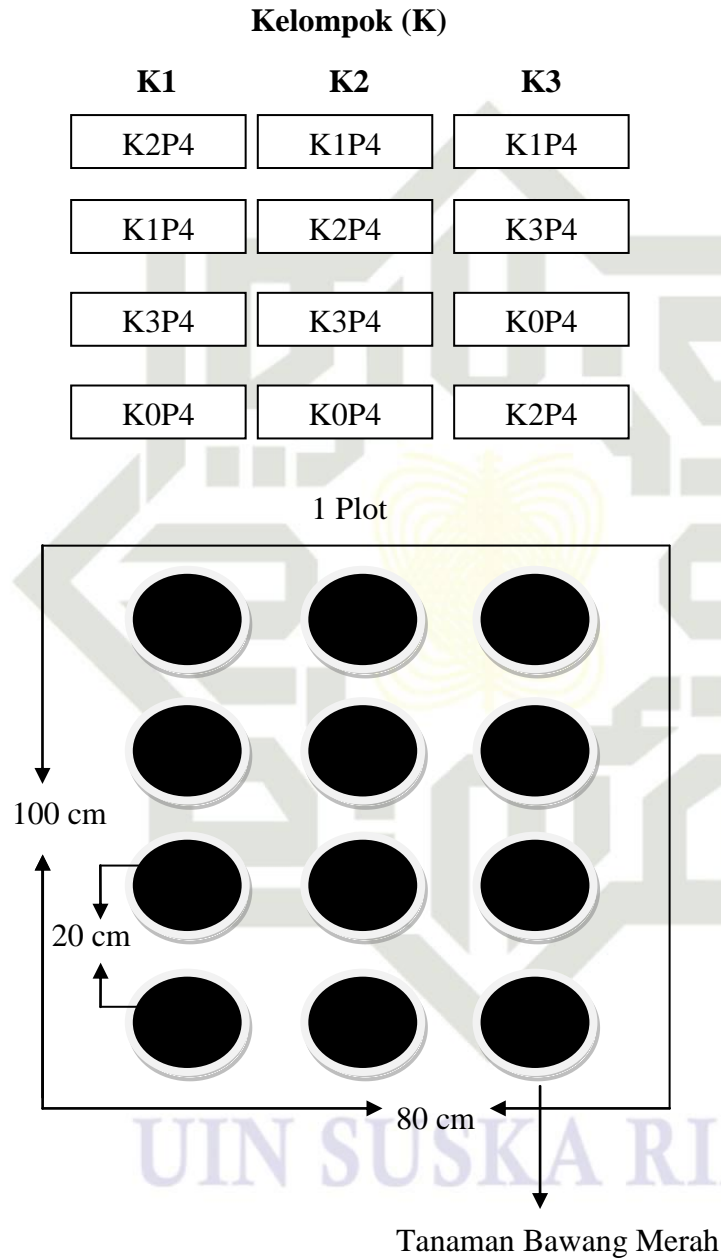 Kelompok (K)
K1 K2 K3
K2P4 K1P4 K1P4
K1P4 K2P4 K3P4
K3P4 K3P4 K0P4
K0P4 K0P4 K2P4
1 Plot
100 cm
20 cm
80 cm
UIN SUSKA RI
Tanaman Bawang Merah